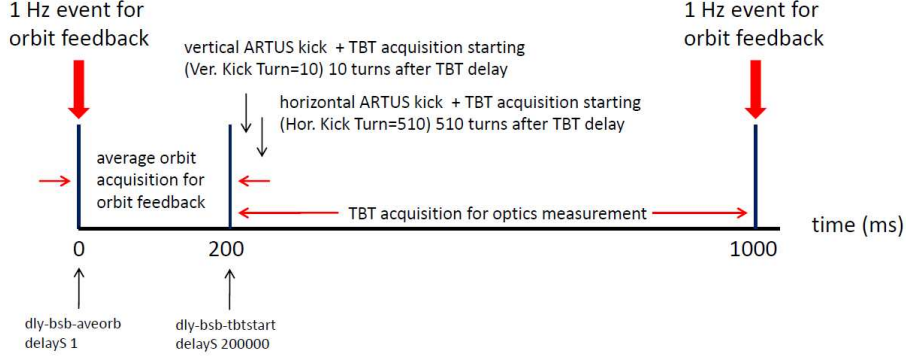 1 Hz event for
orbit feedback
1 Hz event for
orbit feedback
vertical ARTUS kick + TBT acquisition starting
(Ver. Kick Turn=10) 10 turns after TBT delay
horizontal ARTUS kick + TBT acquisition starting
(Hor. Kick Turn=510) 510 turns after TBT delay
average orbit
acquisition for
orbit feedback
TBT acquisition for optics measurement
time (ms)
0
200
1000
dly-bsb-aveorb
delayS 1
dly-bsb-tbtstart
delayS 200000